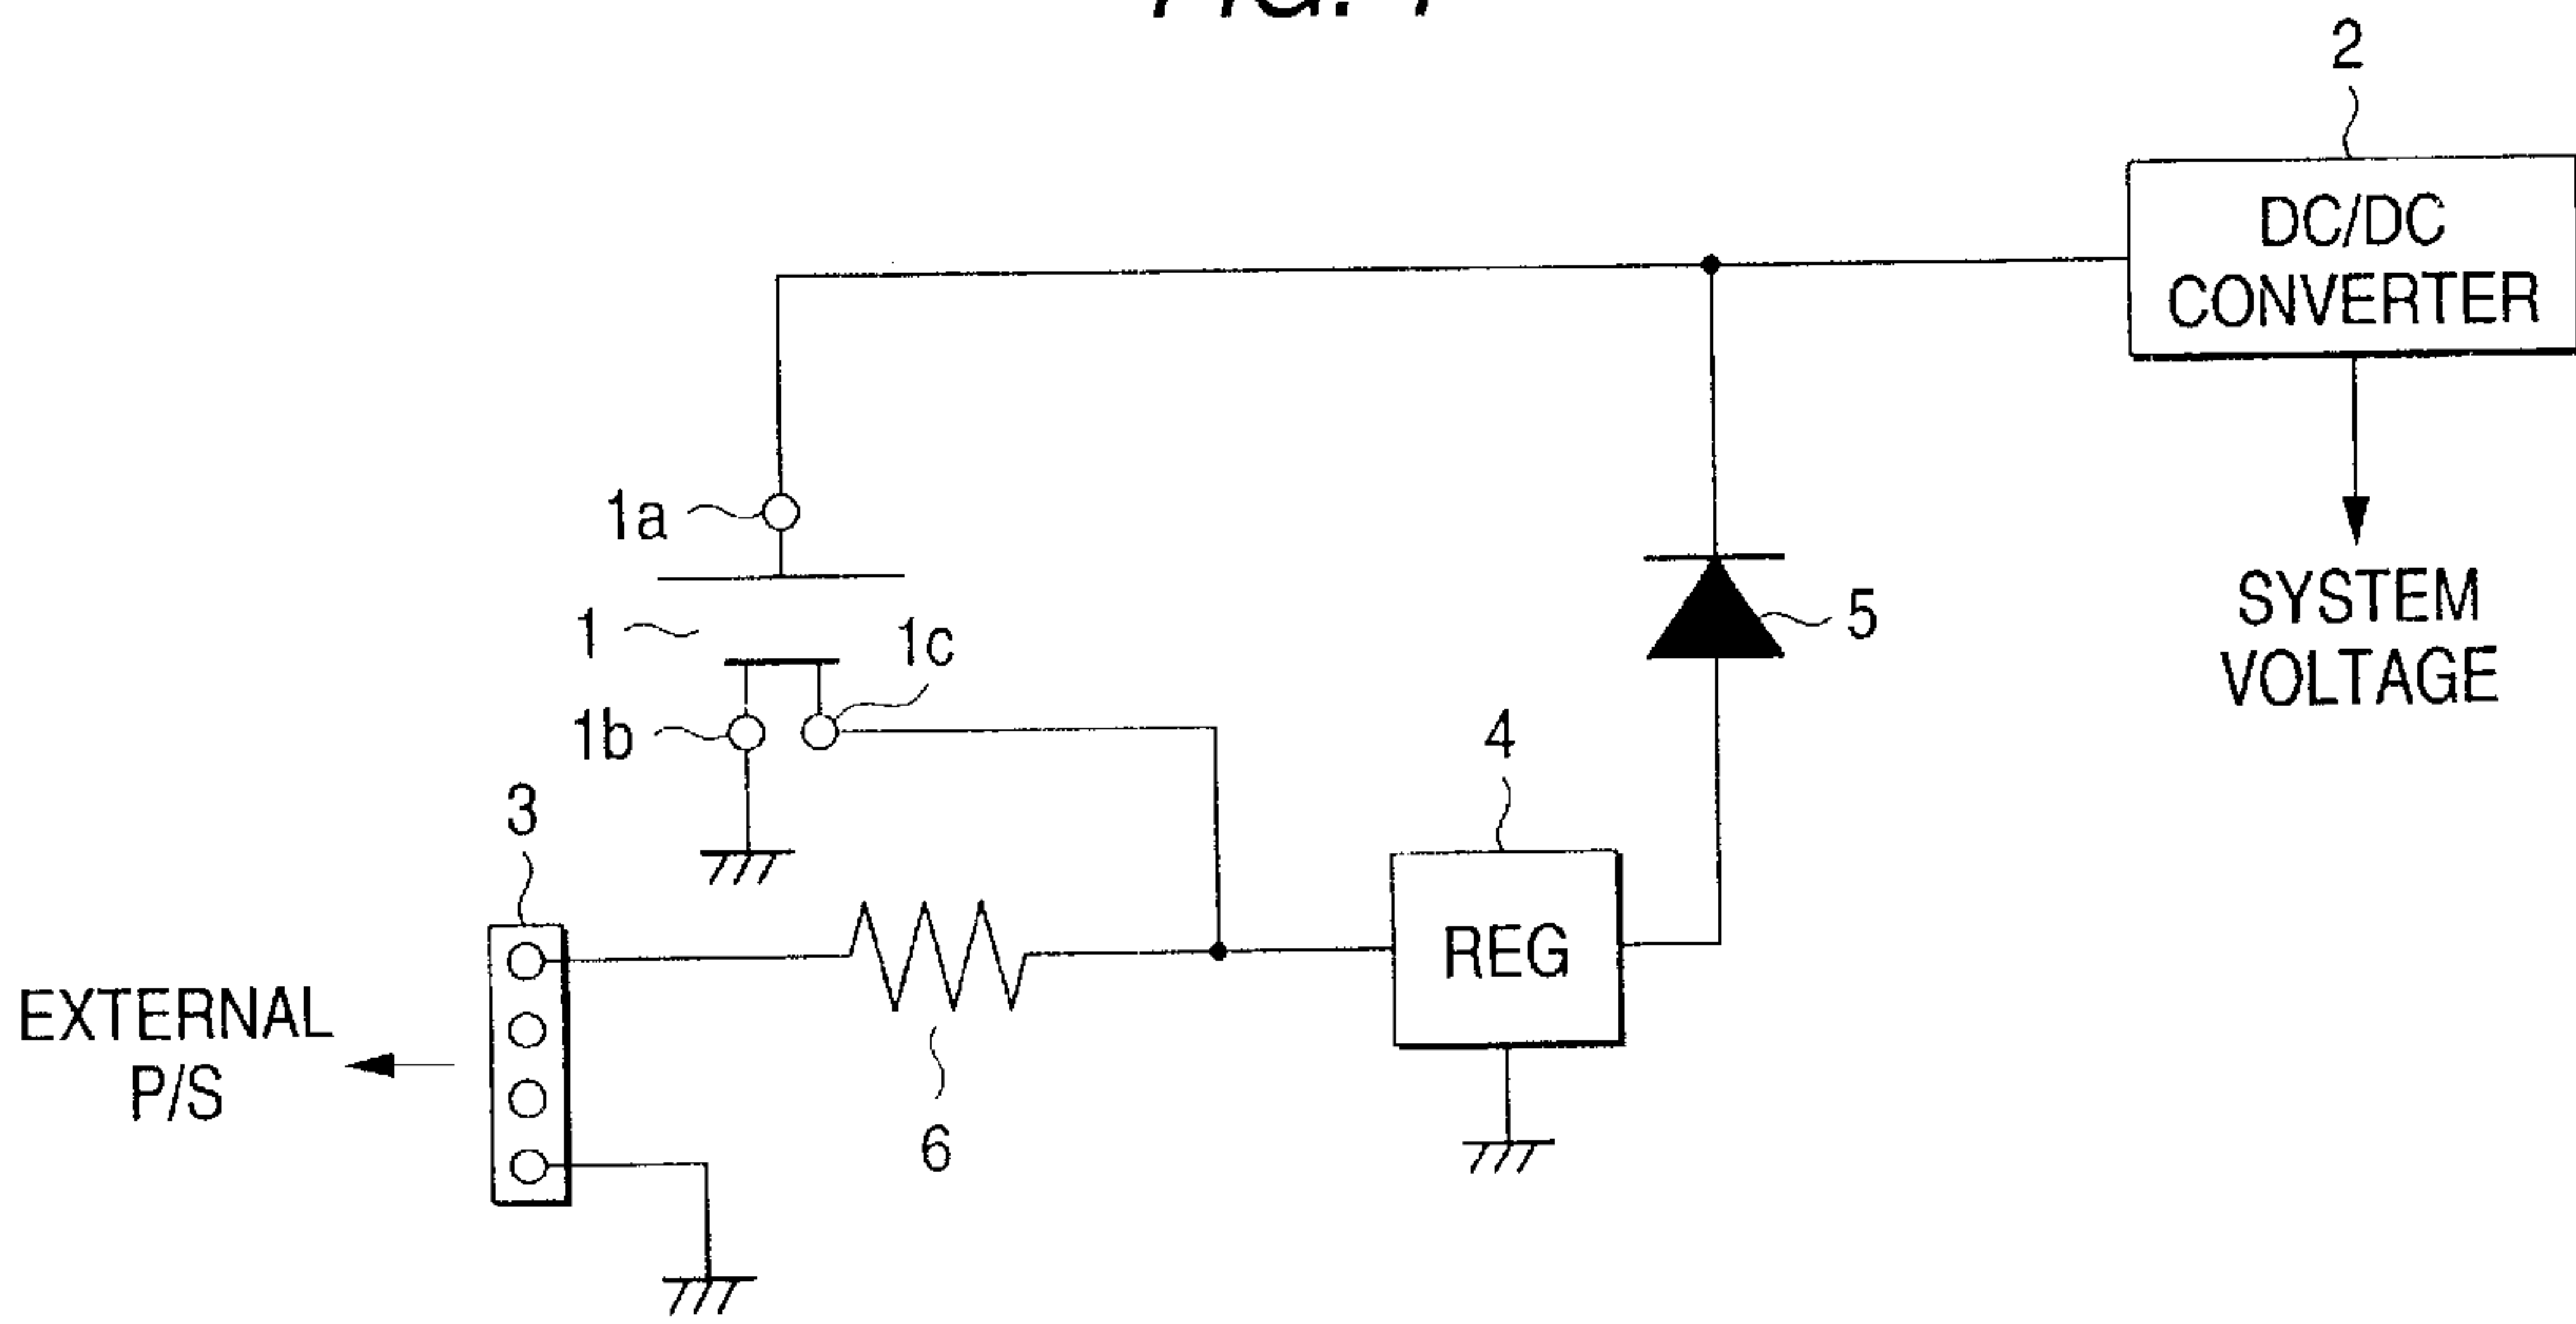 2
DC/DC
CONVERTER
1a
1
1c
5
SYSTEM
VOLTAGE
1b
4
3
REG
EXTERNAL
P/S
6